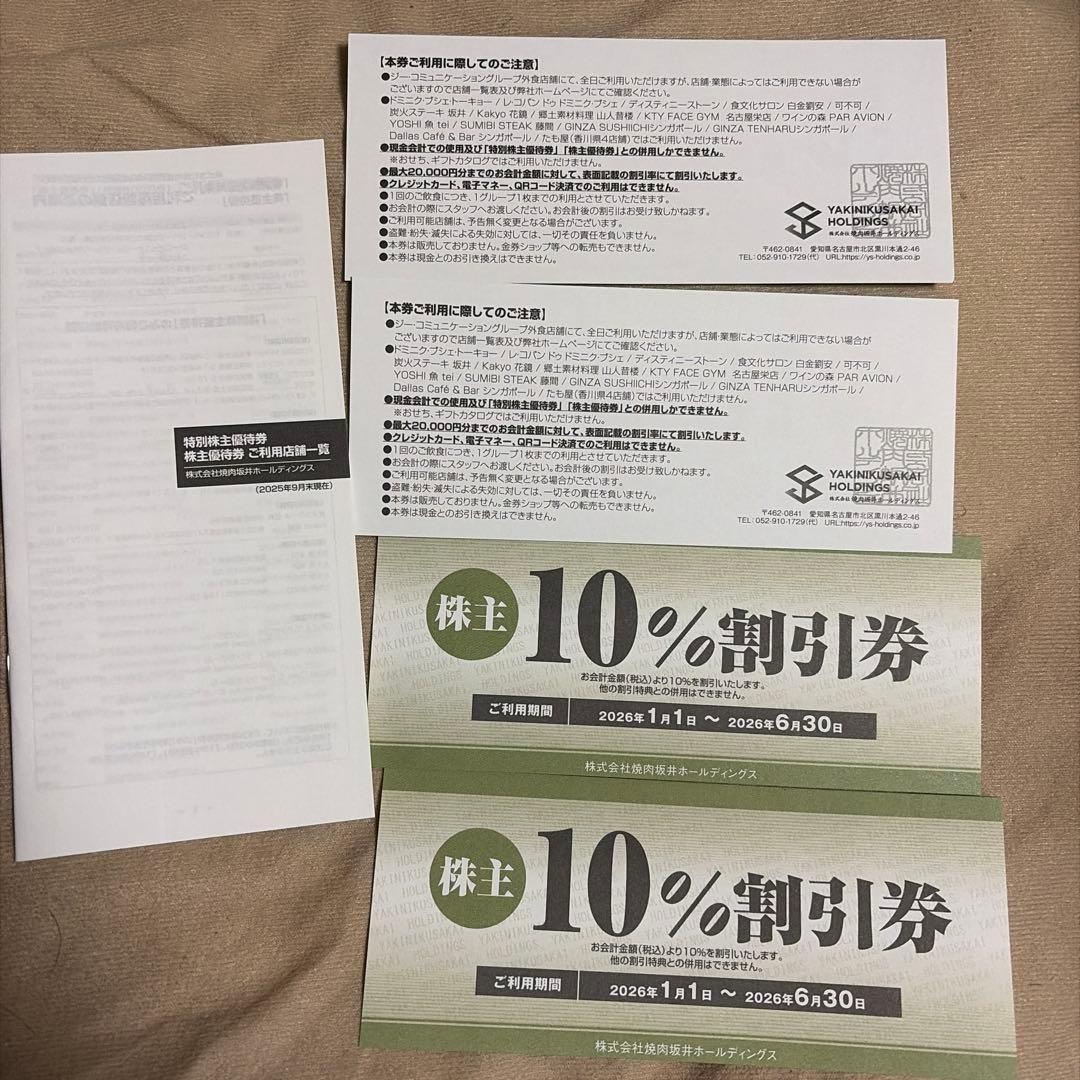 特別株主優待券
株主優待券 ご利用店舗一覧
株式会社焼肉坂井ホールディングス
(2025年9月末現在)
【本券ご利用に際してのご注意】
●ジー・コミュニケーショングループ外食店舗にて、全日ご利用いただけますが、店舗・業態によってはご利用できない場合が
ございますので店舗一覧表及び弊社ホームページにてご確認ください。
●ドミニク・ブシェトーキョー / レ・コパン ドゥ ドミニク・ブシェ / ディスティニーストーン / 食文化サロン 白金劉安 / 可不可 /
炭火ステーキ 坂井 / Kakyo 花鏡 / 郷土素材料理 山人昔楼 / KTY FACE GYM 名古屋栄店 / ワインの森 PAR AVION /
YOSHI 魚 tei / SUMIBI STEAK 藤間 / GINZA SUSHIICHIシンガポール / GINZA TENHARUシンガポール /
Dallas Café & Bar シンガポール / たも屋(香川県4店舗)ではご利用いただけません。
●現金会計での使用及び「特別株主優待券」「株主優待券」との併用しかできません。
※おせち、ギフトカタログではご利用いただけません。
●最大20,000円分までのお会計金額に対して、表面記載の割引率にて割引いたします。
●クレジットカード、電子マネー、QRコード決済でのご利用はできません。
●1回のご飲食につき、1グループ1枚までの利用とさせていただきます。
●お会計の際にスタッフへお渡しください。お会計後の割引はお受け致しかねます。
●ご利用可能店舗は、予告無く変更となる場合がございます。
●盗難・紛失・滅失による失効に対しては、一切その責任を負いません。
●本券は販売しておりません。金券ショップ等への転売もできません。
●本券は現金とのお引き換えはできません。
YAKINIKUSAKAI
HOLDINGS
株式会社焼肉坂井ホールディングス
〒462-0841 愛知県名古屋市北区黒川本通2-46
TEL:052-910-1729(代) URL:https://ys-holdings.co.jp
【本券ご利用に際してのご注意】
●ジー・コミュニケーショングループ外食店舗にて、全日ご利用いただけますが、店舗・業態によってはご利用できない場合が
ございますので店舗一覧表及び弊社ホームページにてご確認ください。
●ドミニク・ブシェトーキョー / レ・コパン ドゥ ドミニク・ブシェ / ディスティニーストーン / 食文化サロン 白金劉安 / 可不可 /
炭火ステーキ 坂井 / Kakyo 花鏡 / 郷土素材料理 山人昔楼 / KTY FACE GYM 名古屋栄店 / ワインの森 PAR AVION /
YOSHI 魚 tei / SUMIBI STEAK 藤間 / GINZA SUSHIICHIシンガポール / GINZA TENHARUシンガポール /
Dallas Café & Bar シンガポール / たも屋(香川県4店舗)ではご利用いただけません。
●現金会計での使用及び「特別株主優待券」「株主優待券」との併用しかできません。
※おせち、ギフトカタログではご利用いただけません。
●最大20,000円分までのお会計金額に対して、表面記載の割引率にて割引いたします。
●クレジットカード、電子マネー、QRコード決済でのご利用はできません。
●1回のご飲食につき、1グループ1枚までの利用とさせていただきます。
●お会計の際にスタッフへお渡しください。お会計後の割引はお受け致しかねます。
●ご利用可能店舗は、予告無く変更となる場合がございます。
●盗難・紛失・滅失による失効に対しては、一切その責任を負いません。
●本券は販売しておりません。金券ショップ等への転売もできません。
●本券は現金とのお引き換えはできません。
YAKINIKUSAKAI
HOLDINGS
株式会社焼肉坂井ホールディングス
〒462-0841 愛知県名古屋市北区黒川本通2-46
TEL:052-910-1729(代) URL:https://ys-holdings.co.jp
株主 10%割引券
お会計金額(税込)より10%を割引いたします。
他の割引特典との併用はできません。
ご利用期間 2026年1月1日 ～ 2026年6月30日
株式会社焼肉坂井ホールディングス
株主 10%割引券
お会計金額(税込)より10%を割引いたします。
他の割引特典との併用はできません。
ご利用期間 2026年1月1日 ～ 2026年6月30日
株式会社焼肉坂井ホールディングス